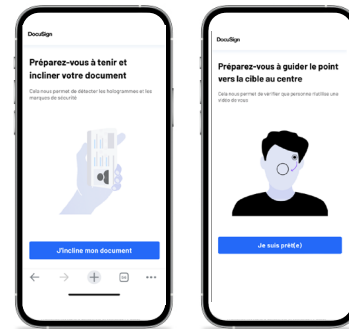 DocuSign
Préparez-vous à tenir et
incliner votre document
Cela nous permet de détecter les hologrammes et les
marques de sécurité
J'incline mon document
DocuSign
Préparez-vous à guider le point
vers la cible au centre
Cela nous permet de vérifier que personne n'utilise une
vidéo de vous
Je suis prêt(e)